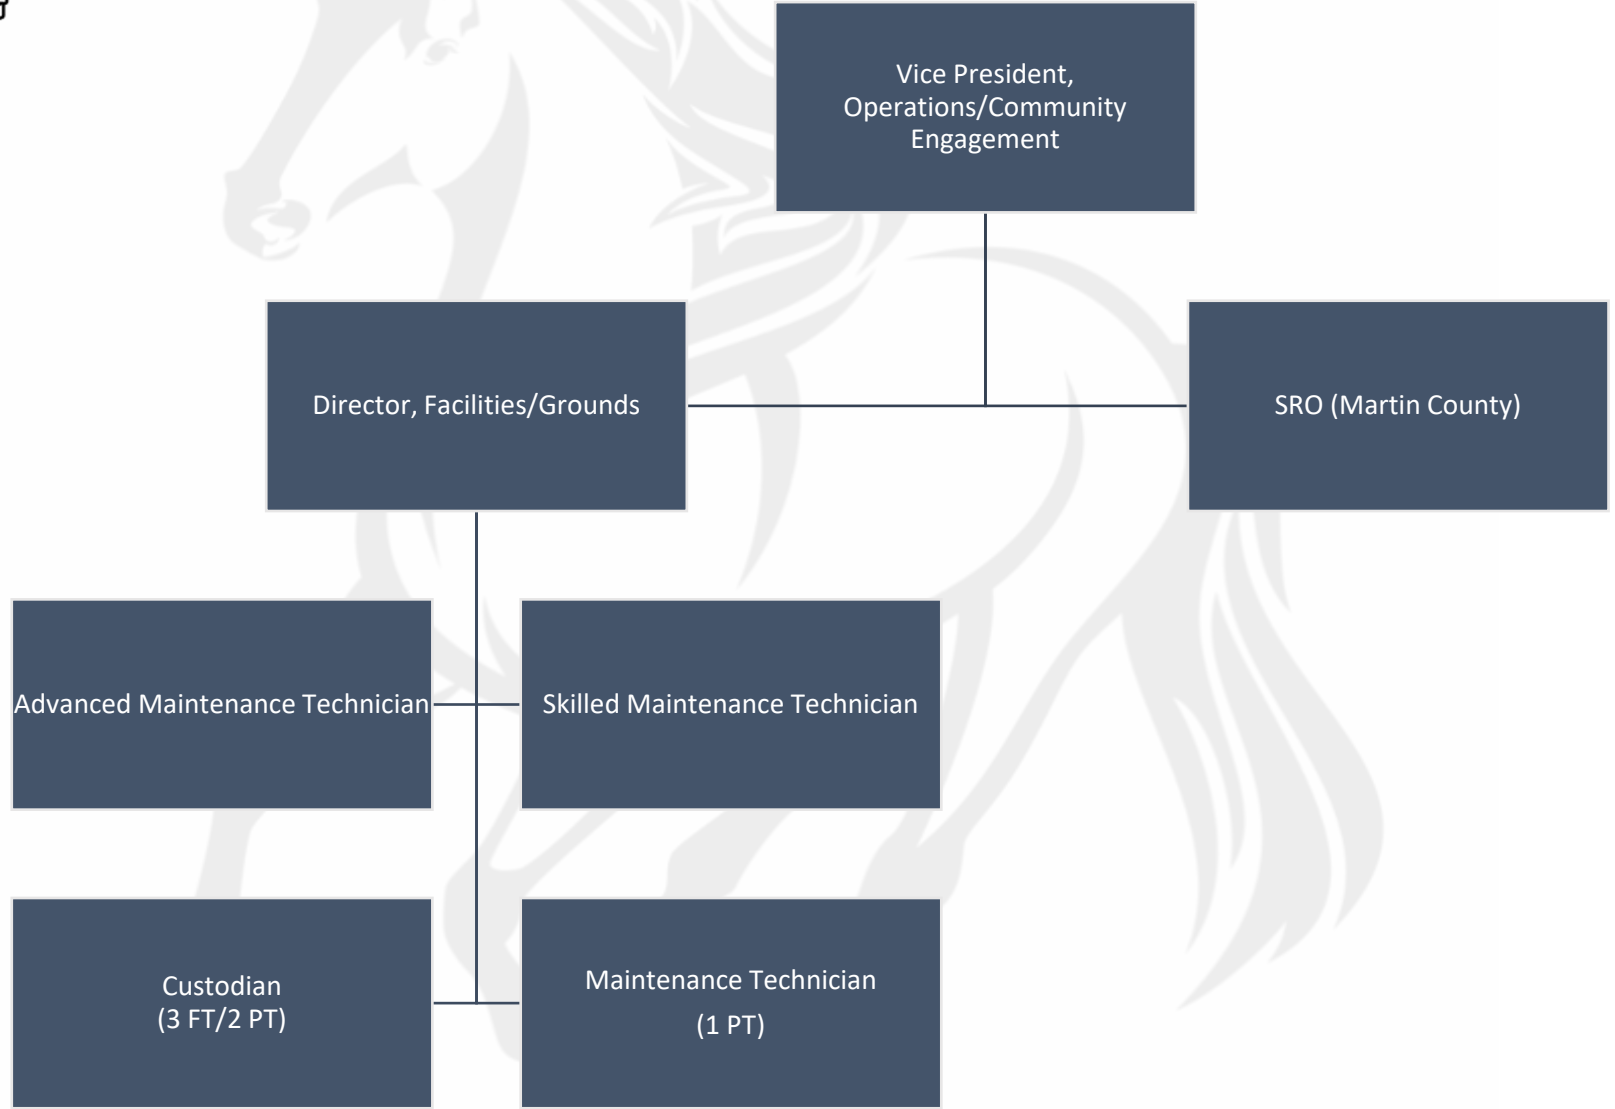 Vice President,
Operations/Community
Engagement
Director, Facilities/Grounds
SRO (Martin County)
Advanced Maintenance Technician
Skilled Maintenance Technician
Custodian
(3 FT/2 PT)
Maintenance Technician
(1 PT)